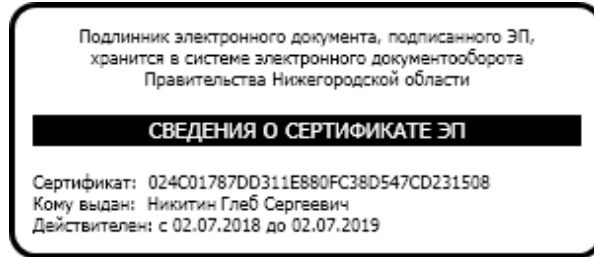 Подлинник электронного документа, подписанного ЭП,
хранится в системе электронного документооборота
Правительства Нижегородской области
СВЕДЕНИЯ О СЕРТИФИКАТЕ ЭП
Сертификат: 024C01787DD311E880FC38D547CD231508
Кому выдан: Никитин Глеб Сергеевич
Действителен: с 02.07.2018 до 02.07.2019